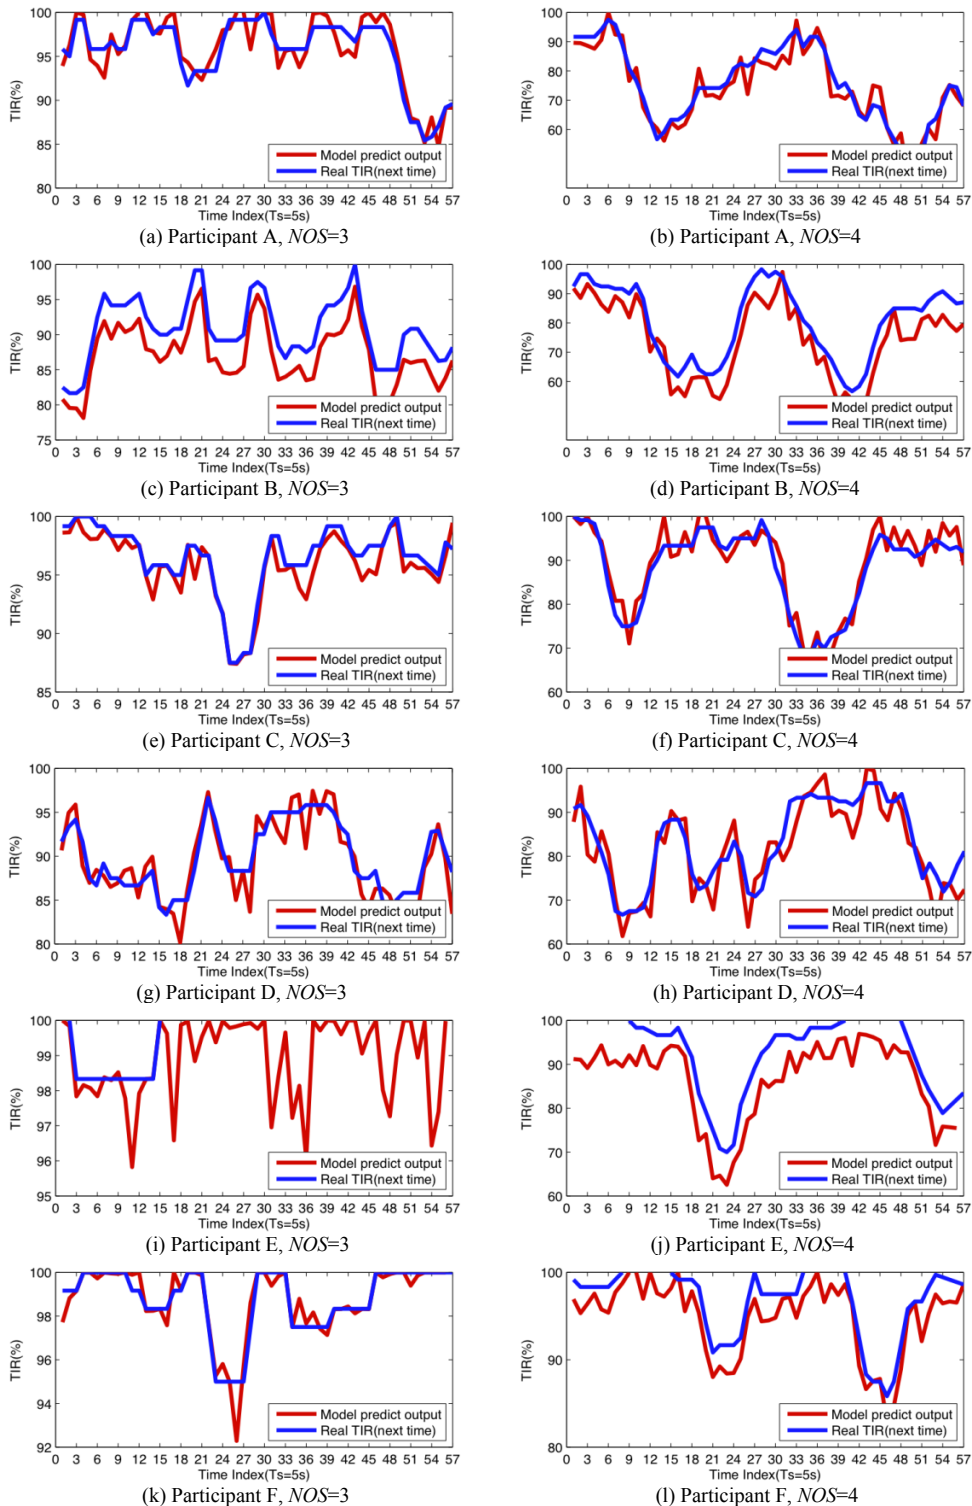 100
95
90
85
80
TIR(%)
Model predict output
Real TIR(next time)
0 3 6 9 12 15 18 21 24 27 30 33 36 39 42 45 48 51 54 57
Time Index(Ts=5s)
(a) Participant A, NOS=3
100
90
80
70
60
TIR(%)
Model predict output
Real TIR(next time)
0 3 6 9 12 15 18 21 24 27 30 33 36 39 42 45 48 51 54 57
Time Index(Ts=5s)
(b) Participant A, NOS=4
100
95
90
85
80
75
TIR(%)
Model predict output
Real TIR(next time)
0 3 6 9 12 15 18 21 24 27 30 33 36 39 42 45 48 51 54 57
Time Index(Ts=5s)
(c) Participant B, NOS=3
100
90
80
70
60
TIR(%)
Model predict output
Real TIR(next time)
0 3 6 9 12 15 18 21 24 27 30 33 36 39 42 45 48 51 54 57
Time Index(Ts=5s)
(d) Participant B, NOS=4
100
95
90
85
TIR(%)
Model predict output
Real TIR(next time)
0 3 6 9 12 15 18 21 24 27 30 33 36 39 42 45 48 51 54 57
Time Index(Ts=5s)
(e) Participant C, NOS=3
100
90
80
70
60
TIR(%)
Model predict output
Real TIR(next time)
0 3 6 9 12 15 18 21 24 27 30 33 36 39 42 45 48 51 54 57
Time Index(Ts=5s)
(f) Participant C, NOS=4
100
95
90
85
80
TIR(%)
Model predict output
Real TIR(next time)
0 3 6 9 12 15 18 21 24 27 30 33 36 39 42 45 48 51 54 57
Time Index(Ts=5s)
(g) Participant D, NOS=3
100
90
80
70
60
TIR(%)
Model predict output
Real TIR(next time)
0 3 6 9 12 15 18 21 24 27 30 33 36 39 42 45 48 51 54 57
Time Index(Ts=5s)
(h) Participant D, NOS=4
100
99
98
97
96
95
TIR(%)
Model predict output
Real TIR(next time)
0 3 6 9 12 15 18 21 24 27 30 33 36 39 42 45 48 51 54 57
Time Index(Ts=5s)
(i) Participant E, NOS=3
100
90
80
70
60
TIR(%)
Model predict output
Real TIR(next time)
0 3 6 9 12 15 18 21 24 27 30 33 36 39 42 45 48 51 54 57
Time Index(Ts=5s)
(j) Participant E, NOS=4
100
98
96
94
92
TIR(%)
Model predict output
Real TIR(next time)
0 3 6 9 12 15 18 21 24 27 30 33 36 39 42 45 48 51 54 57
Time Index(Ts=5s)
(k) Participant F, NOS=3
100
90
80
TIR(%)
Model predict output
Real TIR(next time)
0 3 6 9 12 15 18 21 24 27 30 33 36 39 42 45 48 51 54 57
Time Index(Ts=5s)
(l) Participant F, NOS=4